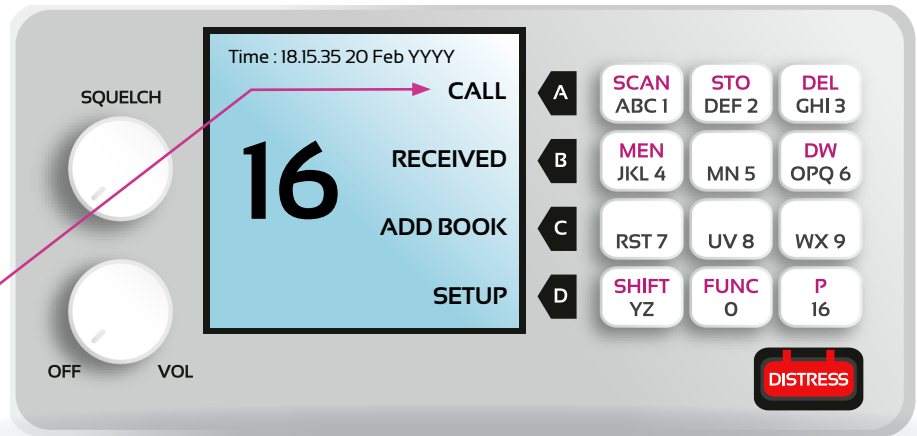 Time : 18.15.35 20 Feb YYYY
SQUELCH
CALL
A
16
RECEIVED
B
ADD BOOK
C
SETUP
D
OFF
VOL
SCAN
ABC 1
STO
DEF 2
DEL
GHI 3
MEN
JKL 4
MN 5
DW
OPQ 6
RST 7
UV 8
WX 9
SHIFT
YZ
FUNC
0
P
16
DISTRESS